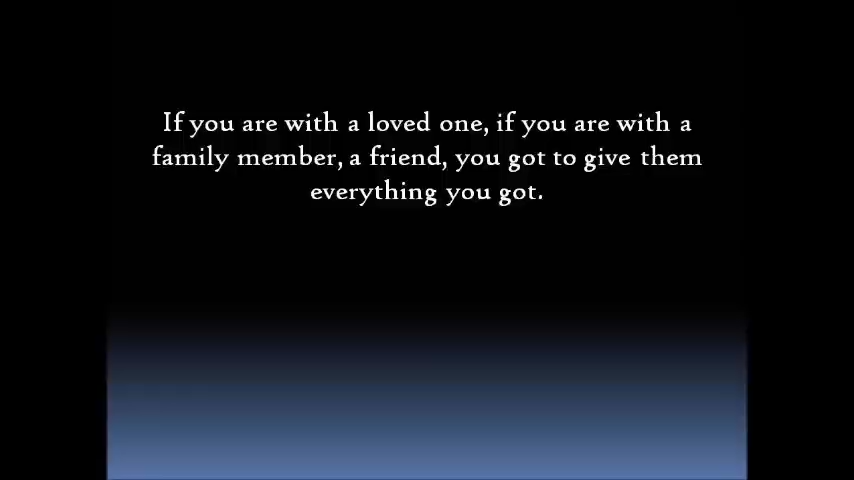 If you are with a loved one, if you are with a
family member, a friend, you got to give them
everything you got.